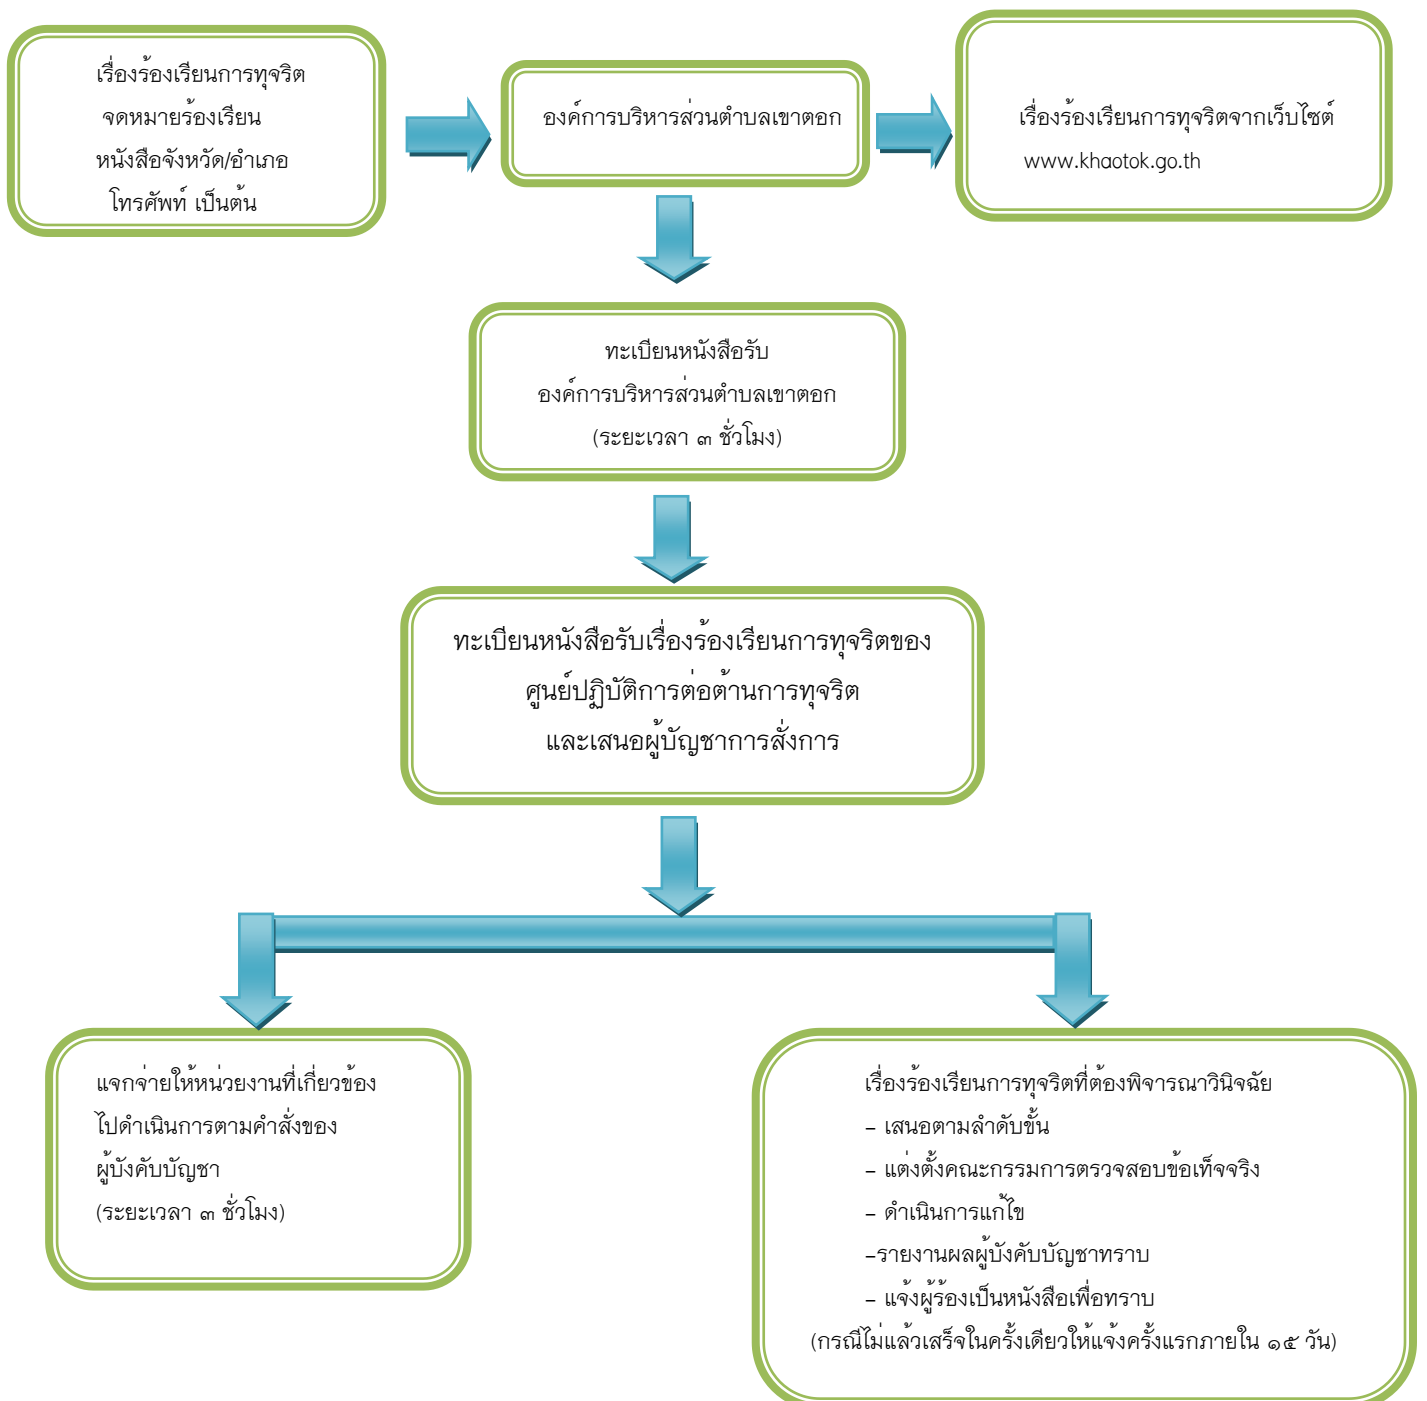 เรื่องร้องเรียนการทุจริต
จดหมายร้องเรียน
หนังสือจังหวัด/อำเภอ
โทรศัพท์ เป็นต้น
องค์การบริหารส่วนตำบลเขาตอก
เรื่องร้องเรียนการทุจริตจากเว็บไซต์
www.khaotok.go.th
ทะเบียนหนังสือรับ
องค์การบริหารส่วนตำบลเขาตอก
(ระยะเวลา ๓ ชั่วโมง)
ทะเบียนหนังสือรับเรื่องร้องเรียนการทุจริตของ
ศูนย์ปฏิบัติการต่อต้านการทุจริต
และเสนอผู้บัญชาการสั่งการ
แจกจ่ายให้หน่วยงานที่เกี่ยวข้อง
ไปดำเนินการตามคำสั่งของ
ผู้บังคับบัญชา
(ระยะเวลา ๓ ชั่วโมง)
เรื่องร้องเรียนการทุจริตที่ต้องพิจารณาวินิจฉัย
- เสนอตามลำดับขั้น
- แต่งตั้งคณะกรรมการตรวจสอบข้อเท็จจริง
- ดำเนินการแก้ไข
-รายงานผลผู้บังคับบัญชาทราบ
- แจ้งผู้ร้องเป็นหนังสือเพื่อทราบ
(กรณีไม่แล้วเสร็จในครั้งเดียวให้แจ้งครั้งแรกภายใน ๑๕ วัน)